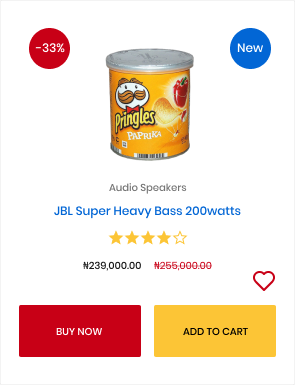 -33%
New
Pringles
PAPRIKA
Audio Speakers
JBL Super Heavy Bass 200watts
₦239,000.00 ₦255,000.00
BUY NOW ADD TO CART